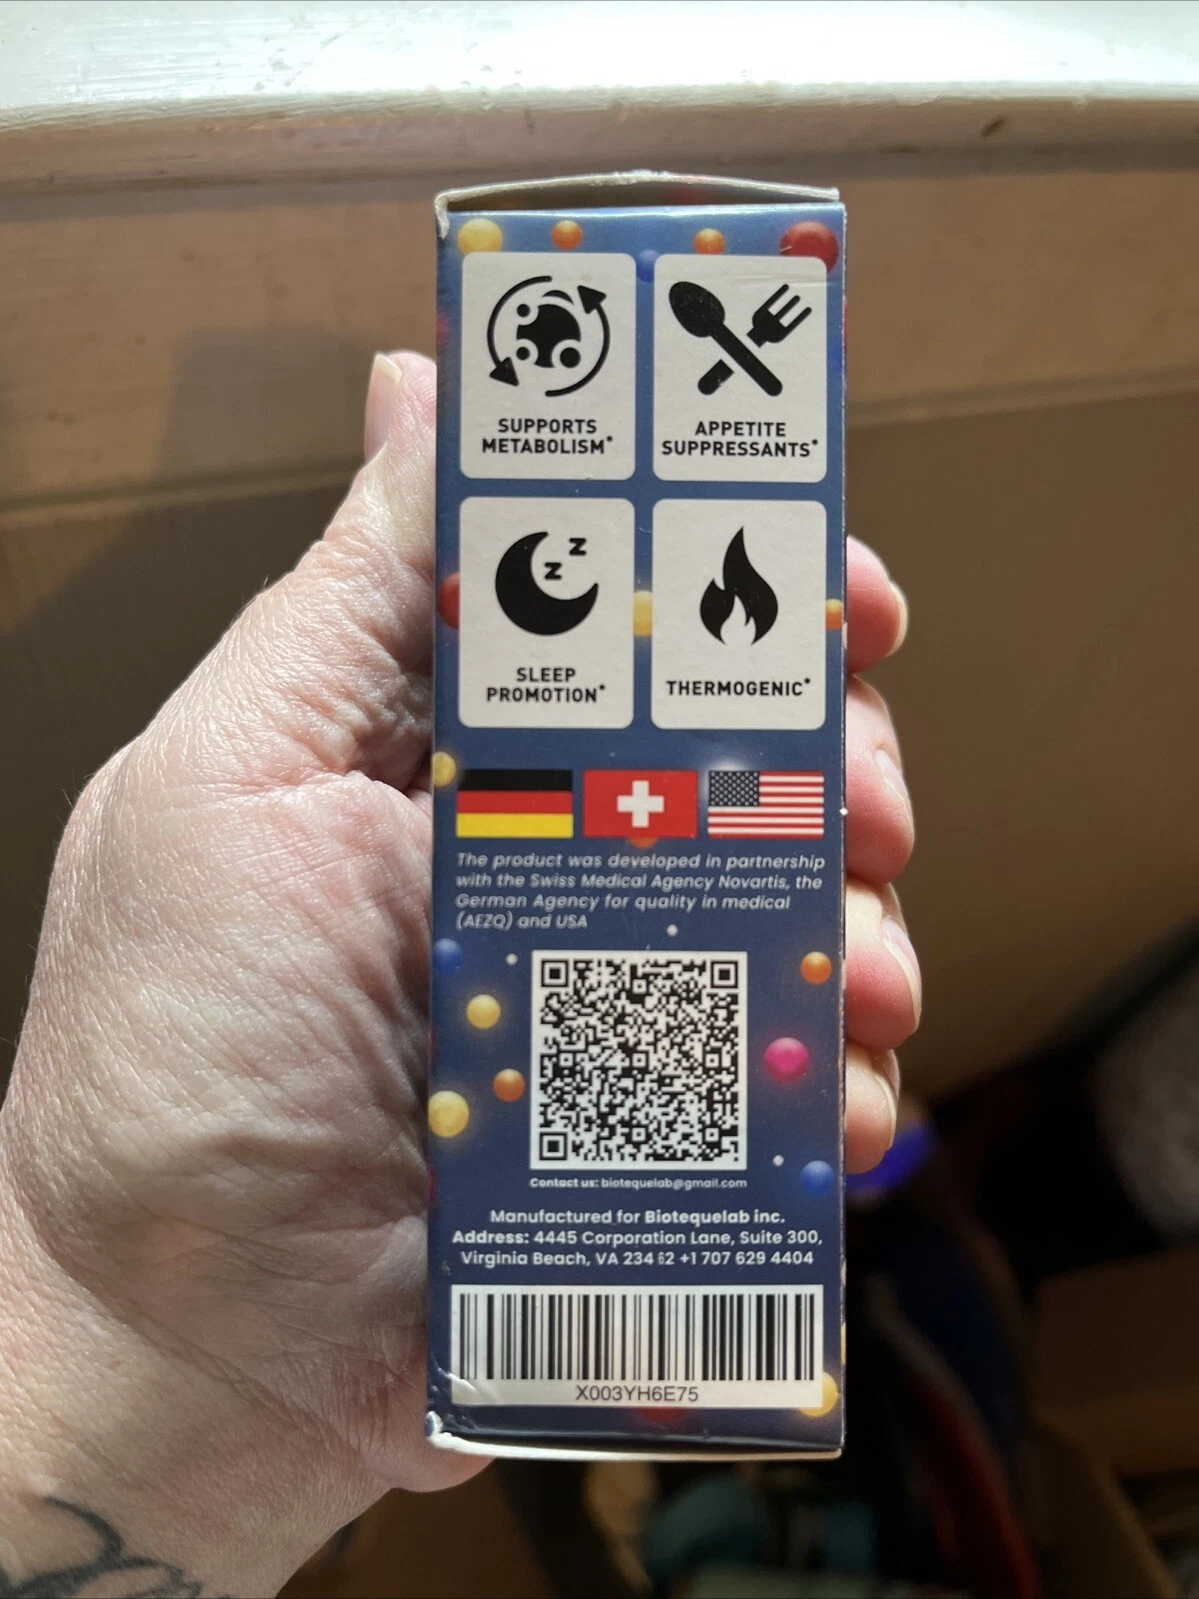 SUPPORTS
METABOLISM*
APPETITE
SUPPRESSANTS*
z
z
SLEEP
PROMOTION*
THERMOGENIC*
The product was developed in partnership
with the Swiss Medical Agency Novartis, the
German Agency for quality in medical
(AEZQ) and USA
Contact us: biotequelab@gmail.com
Manufactured for Biotequelab inc.
Address: 4445 Corporation Lane, Suite 300,
Virginia Beach, VA 234 62 +1 707 629 4404
X003YH6E75